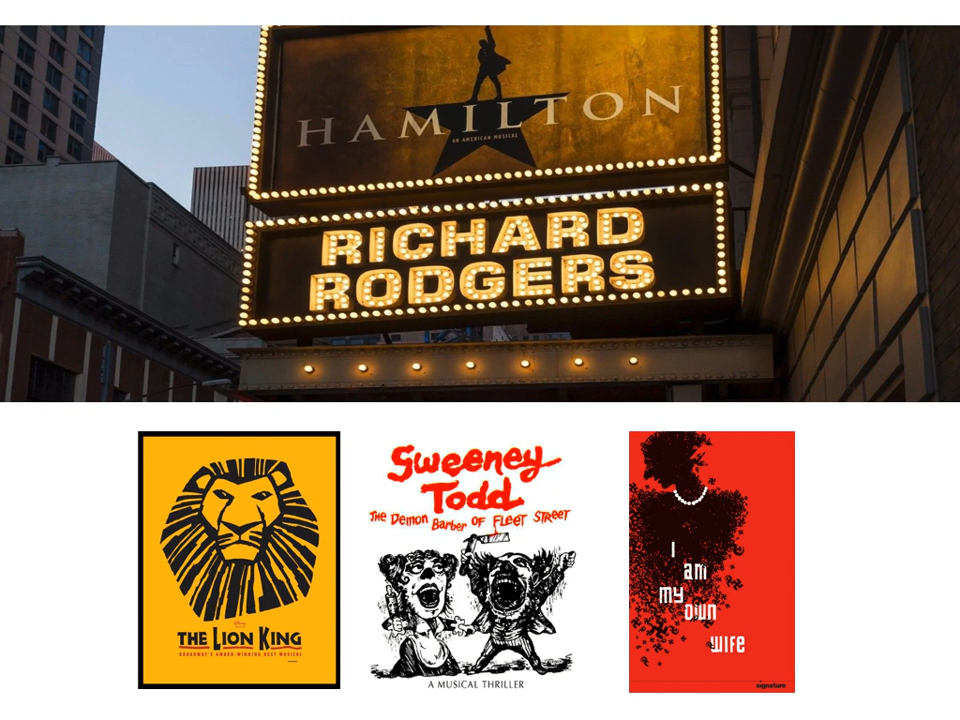 HAMILTON
AN AMERICAN MUSICAL
RICHARD
RODGERS
Disney
THE LION KING
BROADWAY'S AWARD-WINNING BEST MUSICAL
Sweeney
Todd
THE Demon Barber OF FLEET STREET
A MUSICAL THRILLER
I
am
my
own
wife
signature